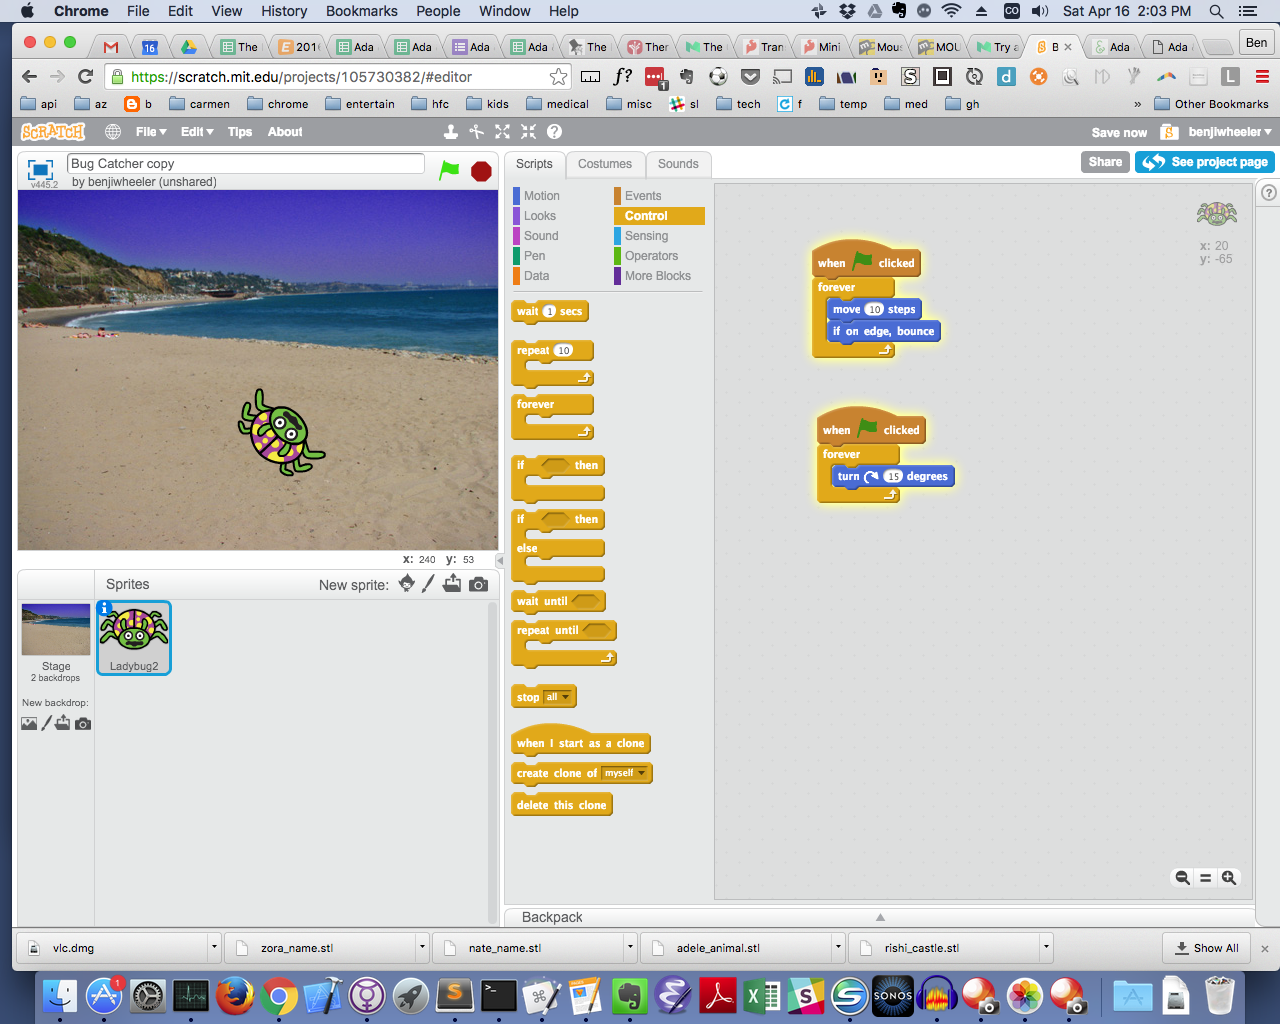 Chrome File Edit View History Bookmarks People Window Help
CO Sat Apr 16 2:03 PM
16 The E 201 Ada Ada Ada Ada The Ther The Tran Mini Mous MOU Try a B Ada Ada Ben
https://scratch.mit.edu/projects/105730382/#editor
f? 1 S d L
api az b carmen chrome entertain hfc kids medical misc sl tech f temp med gh » Other Bookmarks
SCRATCH File Edit Tips About
Save now benjiwheeler
v445.2
Bug Catcher copy
by benjiwheeler (unshared)
Scripts Costumes Sounds
Share See project page
Motion Events
Looks Control
Sound Sensing
Pen Operators
Data More Blocks
wait 1 secs
repeat 10
forever
if then
if then
else
wait until
repeat until
stop all
when I start as a clone
create clone of myself
delete this clone
when clicked
forever
move 10 steps
if on edge, bounce
when clicked
forever
turn 15 degrees
x: 20
y: -65
x: 240 y: 53
Sprites New sprite:
Stage
2 backdrops
New backdrop:
Ladybug2
Backpack
vlc.dmg zora_name.stl nate_name.stl adele_animal.stl rishi_castle.stl Show All
1
S
SONOS